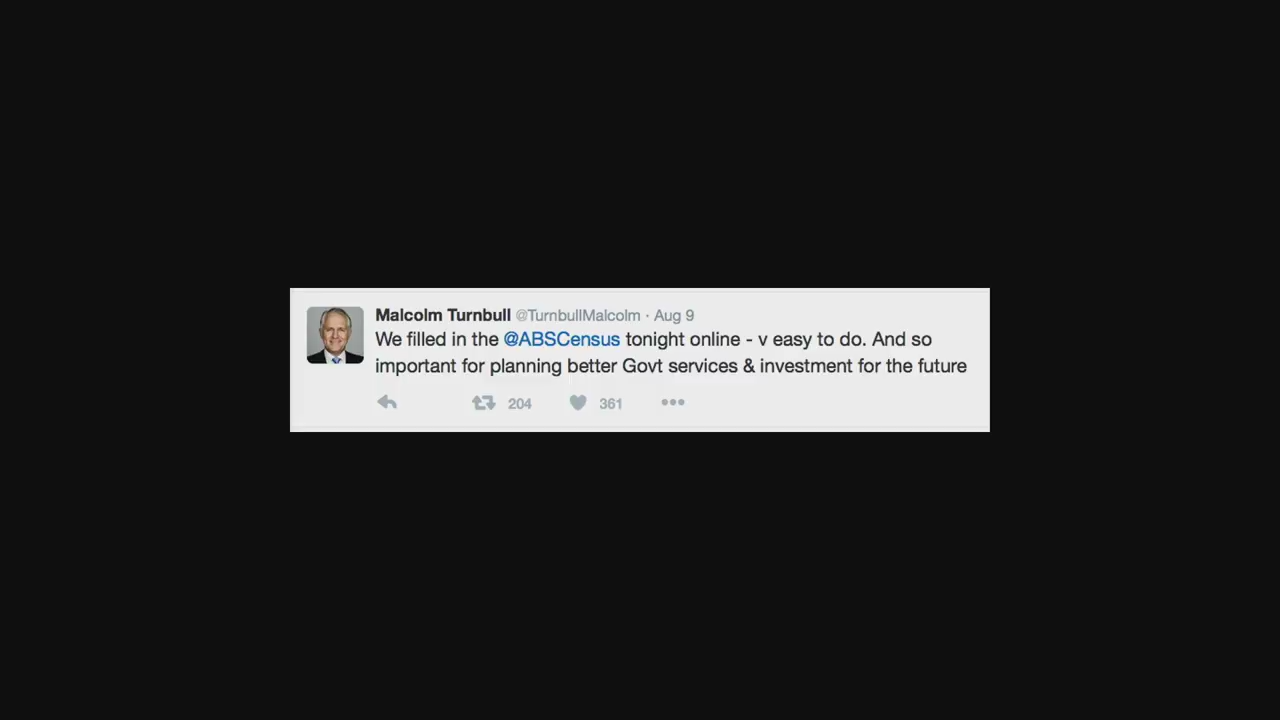 Malcolm Turnbull @TurnbullMalcolm · Aug 9
We filled in the @ABSCensus tonight online - v easy to do. And so
important for planning better Govt services & investment for the future
204 361